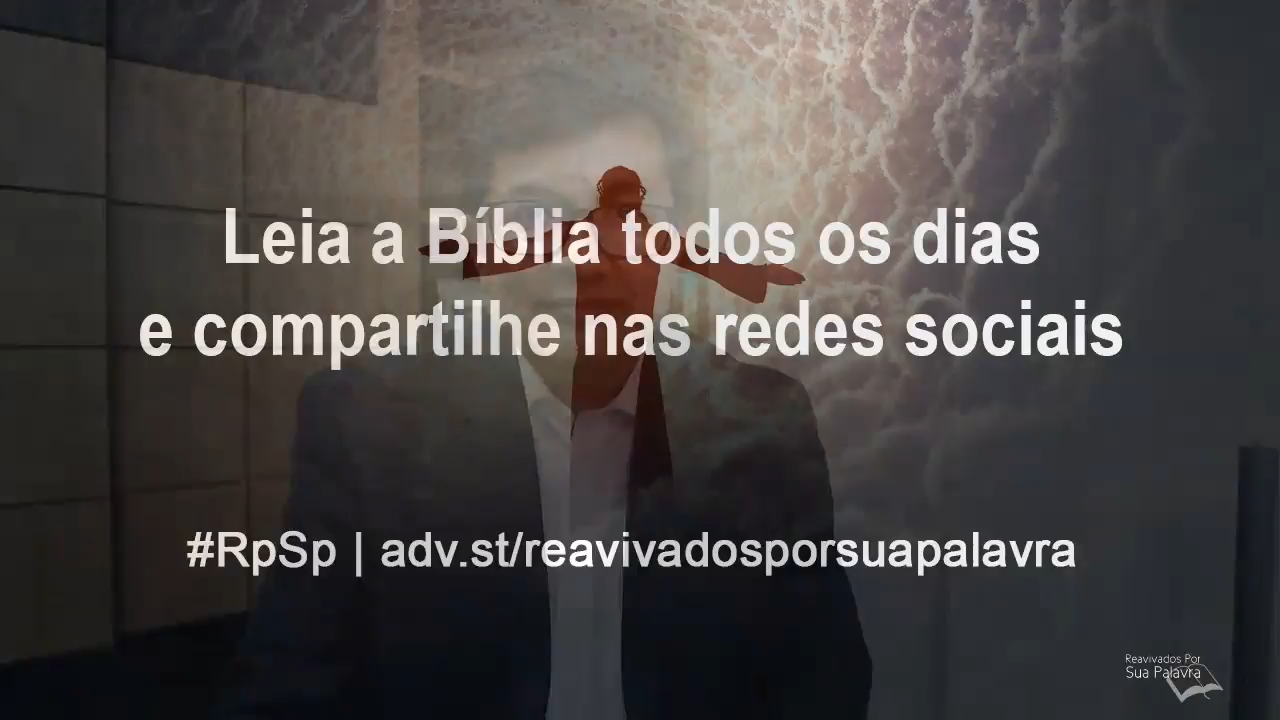 Leia a Bíblia todos os dias
e compartilhe nas redes sociais
#RpSp | adv.st/reavivadosporsuapalavra
Reavivados Por
Sua Palavra